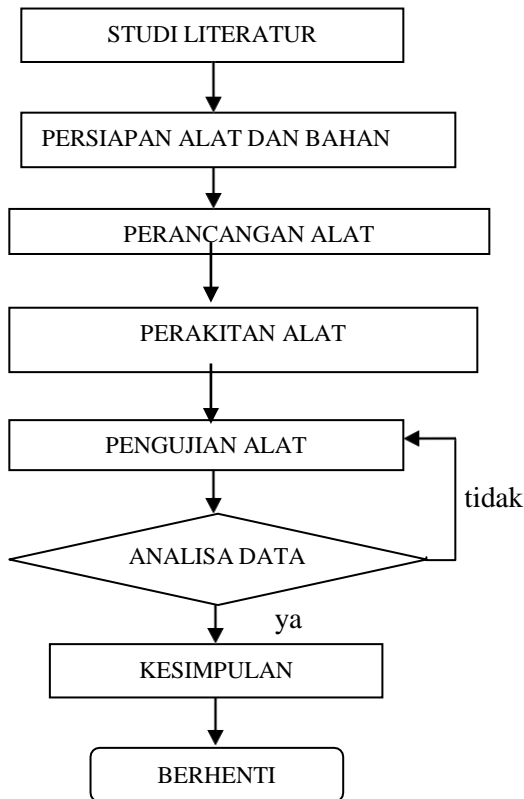 STUDI LITERATUR
PERSIAPAN ALAT DAN BAHAN
PERANCANGAN ALAT
PERAKITAN ALAT
PENGUJIAN ALAT
tidak
ANALISA DATA
ya
KESIMPULAN
BERHENTI